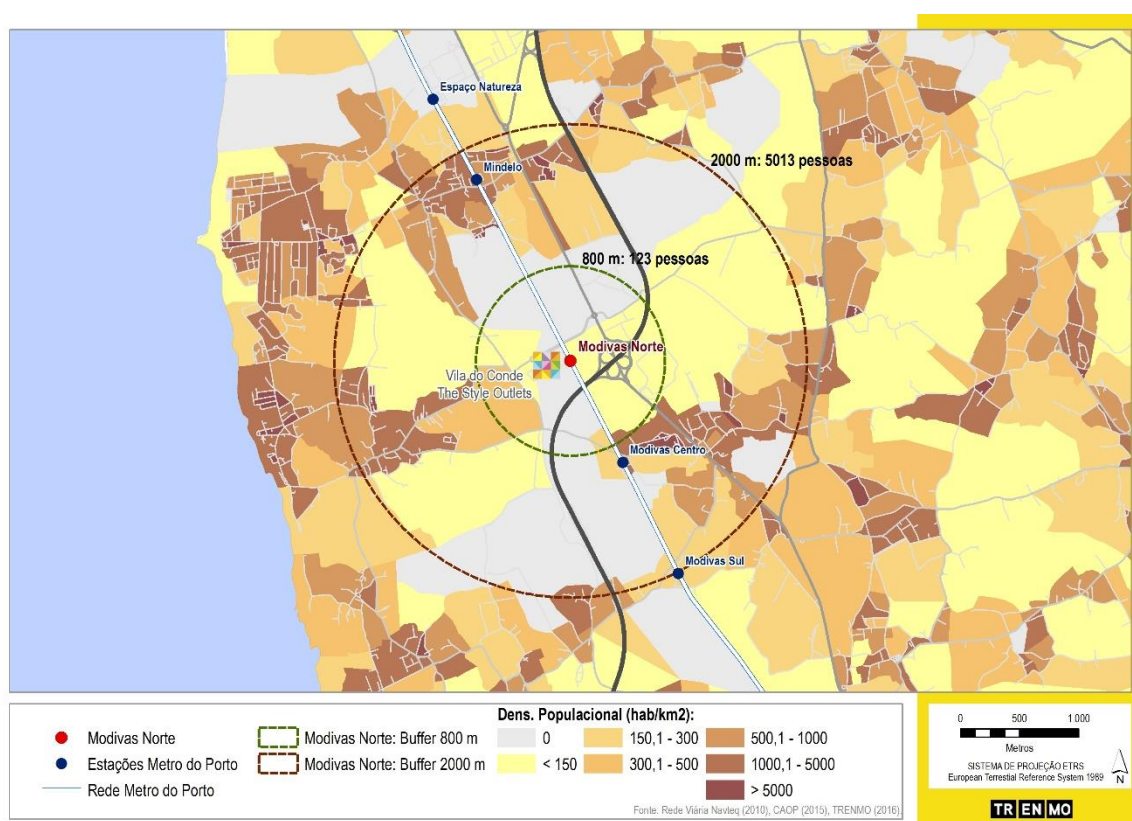 Espaço Natureza
Mindelo
2000 m: 5013 pessoas
800 m: 123 pessoas
Modivas Norte
Vila do Conde
The Style Outlets
Modivas Centro
Modivas Sul
Dens. Populacional (hab/km2):
Modivas Norte
Estações Metro do Porto
Rede Metro do Porto
Modivas Norte: Buffer 800 m
Modivas Norte: Buffer 2000 m
0
< 150
150,1 - 300
300,1 - 500
500,1 - 1000
1000,1 - 5000
> 5000
Fonte. Rede Viária Navteq (2010), CAOP (2015), TRENMO (2016).
0 500 1.000
Metros
SISTEMA DE PROJEÇÃO ETRS
European Terrestrial Reference System 1989
N
TRENMO